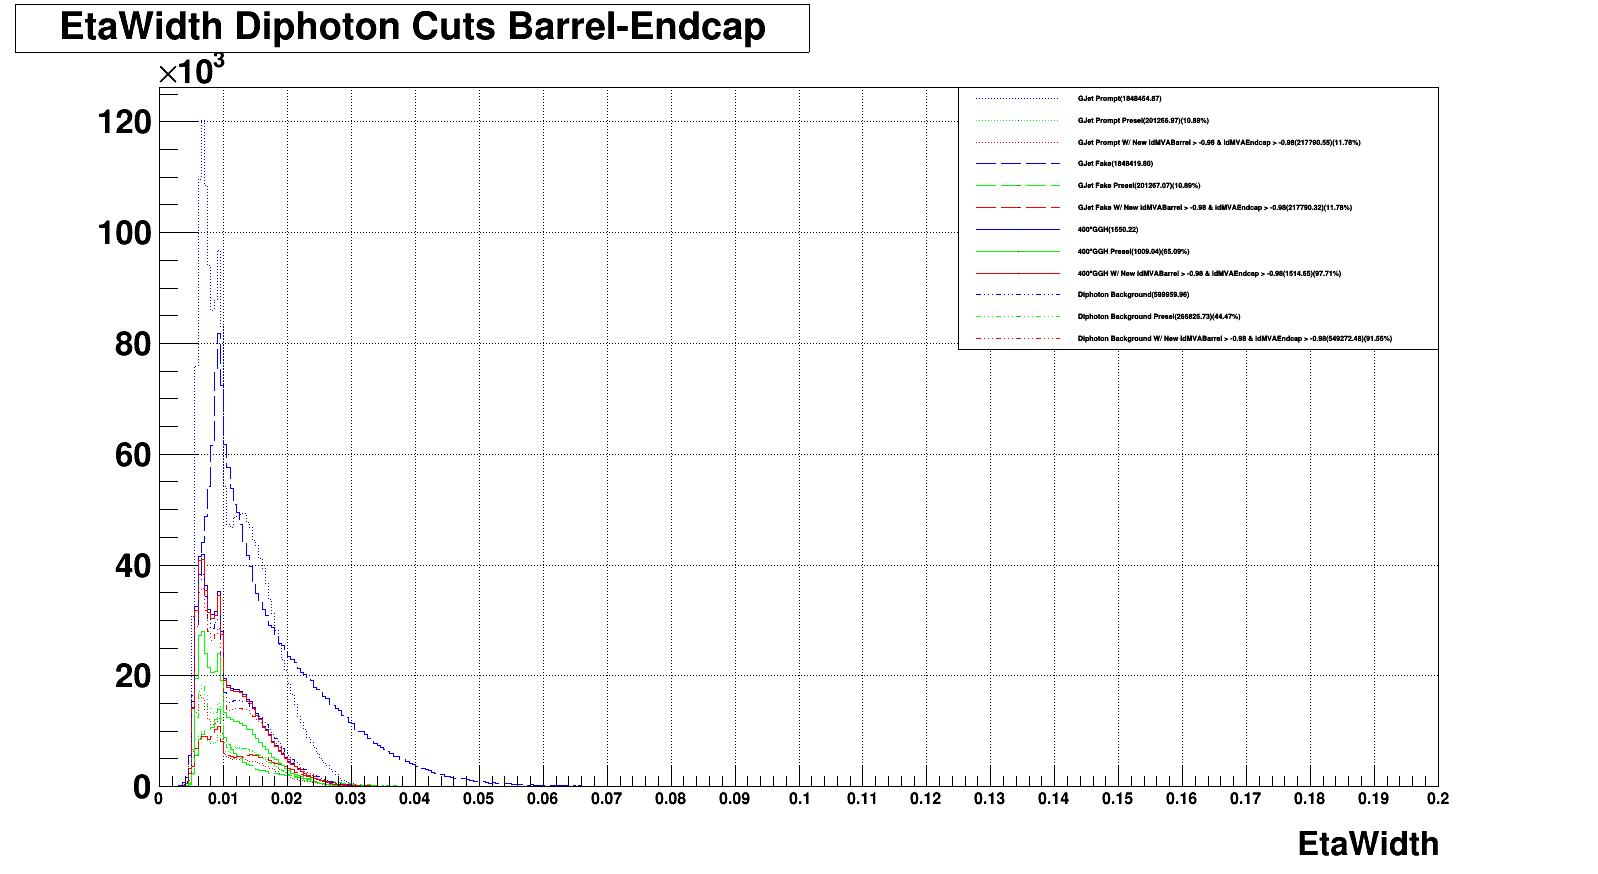 EtaWidth Diphoton Cuts Barrel-Endcap
×10³
120
100
80
60
40
20
0
GJet Prompt(1848454.87)
GJet Prompt Presel(201266.97)(10.89%)
GJet Prompt W/ New IdMVABarrel > -0.98 & IdMVAEndcap > -0.98(217790.55)(11.78%)
GJet Fake(1848419.80)
GJet Fake Presel(201267.07)(10.89%)
GJet Fake W/ New IdMVABarrel > -0.98 & IdMVAEndcap > -0.98(217790.32)(11.78%)
400*GGH(1550.22)
400*GGH Presel(1009.04)(65.09%)
400*GGH W/ New IdMVABarrel > -0.98 & IdMVAEndcap > -0.98(1514.65)(97.71%)
Diphoton Background(599959.96)
Diphoton Background Presel(266825.73)(44.47%)
Diphoton Background W/ New IdMVABarrel > -0.98 & IdMVAEndcap > -0.98(549272.48)(91.55%)
0 0.01 0.02 0.03 0.04 0.05 0.06 0.07 0.08 0.09 0.1 0.11 0.12 0.13 0.14 0.15 0.16 0.17 0.18 0.19 0.2
EtaWidth